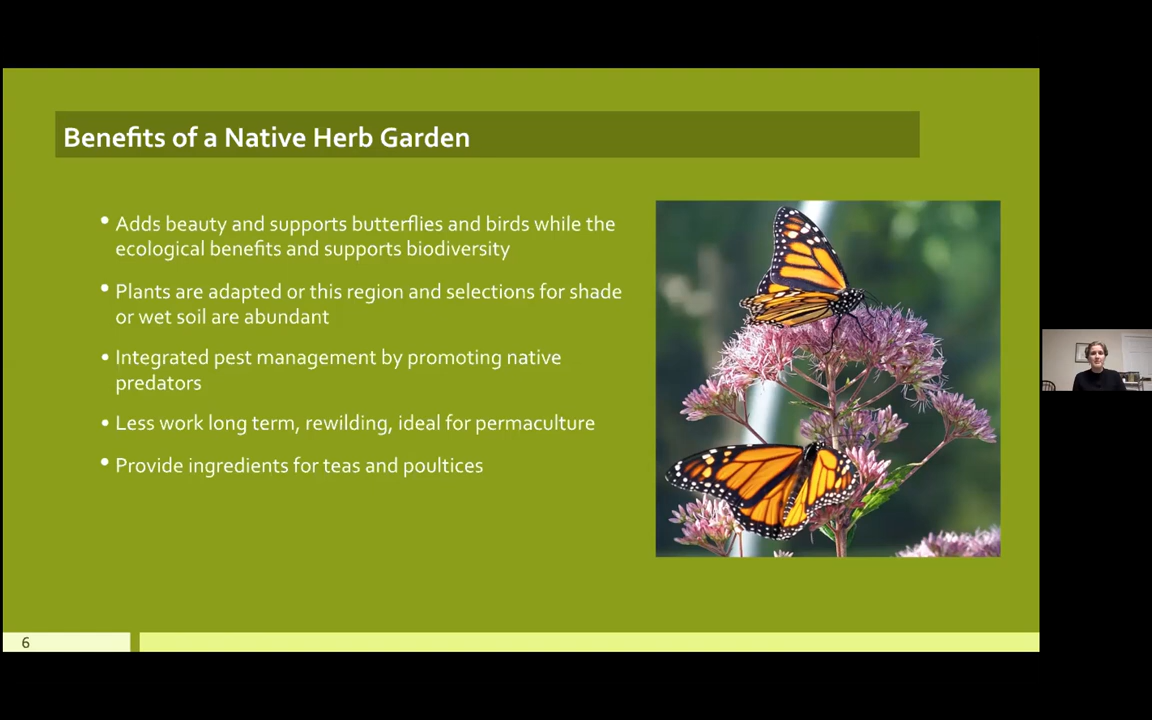 Benefits of a Native Herb Garden
• Adds beauty and supports butterflies and birds while the
ecological benefits and supports biodiversity
• Plants are adapted or this region and selections for shade
or wet soil are abundant
• Integrated pest management by promoting native
predators
• Less work long term, rewilding, ideal for permaculture
• Provide ingredients for teas and poultices
6